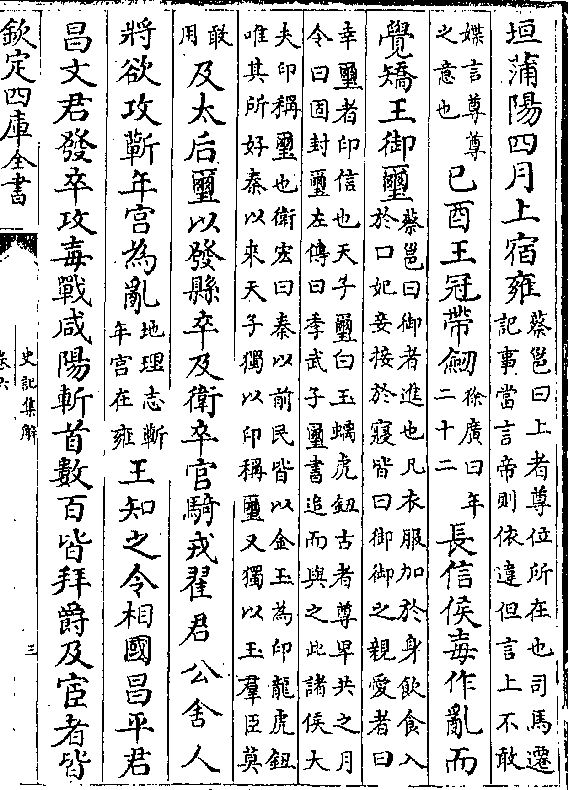 垣蒲陽四月上宿雍
蔡邕曰上者尊位所在也司馬遷
記事當言帝則依違但言上不敢
媟言尊尊
之意也
已酉王冠帶劒
徐廣曰年
二十二
長信侯毐作亂而
覺矯王御璽
蔡邕曰御者進也凡衣服加於身飲食入
於口妃妾接於寢皆曰御御之親愛者曰
幸璽者印信也天子璽白玉螭虎鈕古者尊卑共之月
令曰固封璽左傳曰季武子璽書追而與之此諸侯大
夫印稱璽也衛宏曰秦以前民皆以金玉為印龍虎鈕
唯其所好秦以來天子獨以印稱璽又獨以玉羣臣莫
敢
用
及太后璽以發縣卒及衛卒官騎戎翟君公舍人
將欲攻蘄年宫為亂
地理志蘄
年宫在雍
王知之令相國昌平君
昌文君發卒攻毐戰咸陽斬首數百皆拜爵及宦者皆
欽定四庫全書
史記集解
三